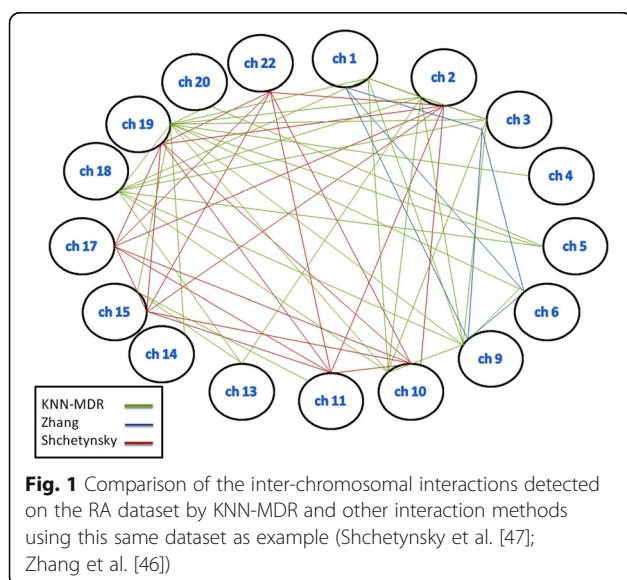 ch 1
ch 2
ch 3
ch 4
ch 5
ch 6
ch 9
ch 10
ch 11
ch 13
ch 14
ch 15
ch 17
ch 18
ch 19
ch 20
ch 22
KNN-MDR
Zhang
Shchetynsky
Fig. 1 Comparison of the inter-chromosomal interactions detected
on the RA dataset by KNN-MDR and other interaction methods
using this same dataset as example (Shchetynsky et al. [47];
Zhang et al. [46])